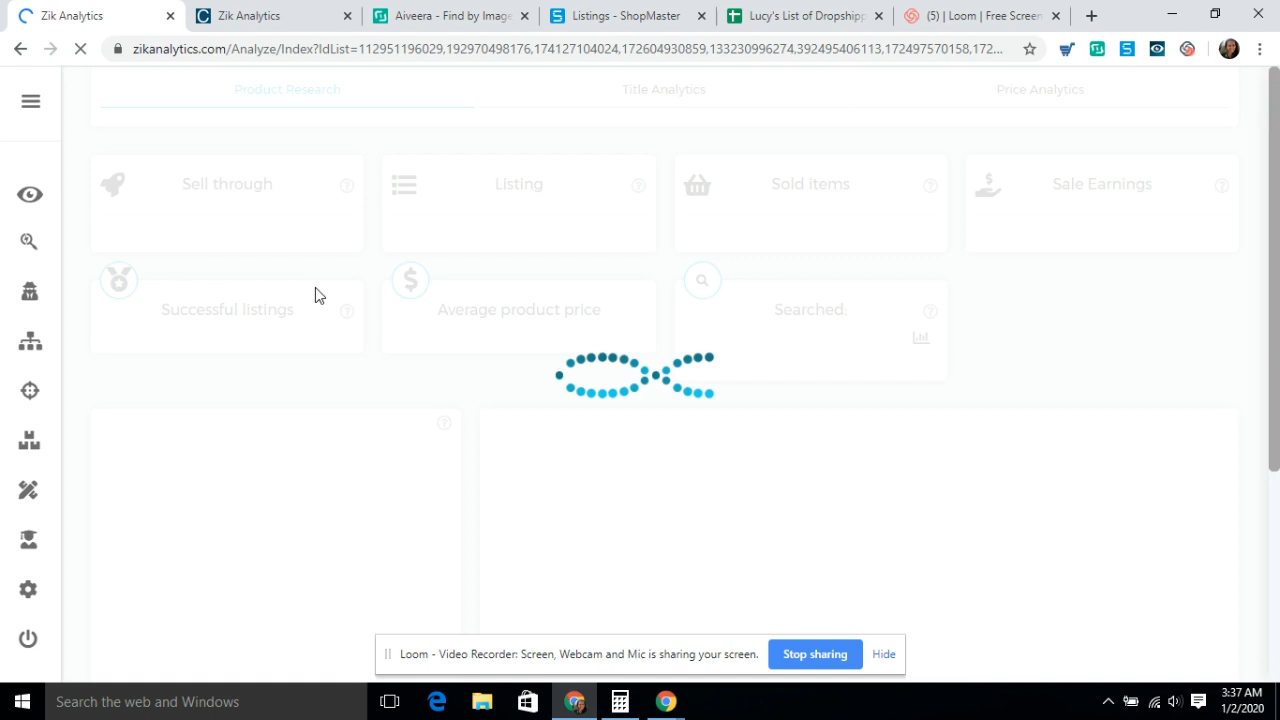 Zik Analytics
Zik Analytics
Aiveera - Find by Image
Listings - ShopMaster
Lucy's List of Dropshipp
(5) | Loom | Free Screen
zikanalytics.com/Analyze/Index?IdList=112951196029,192970498176,174127104024,172604930859,133230996274,392495406113,172497570158,172...
Product Research
Title Analytics
Price Analytics
Sell through
Listing
Sold items
Sale Earnings
Successful listings
Average product price
Searched:
Loom - Video Recorder: Screen, Webcam and Mic is sharing your screen.
Stop sharing
Hide
Search the web and Windows
3:37 AM
1/2/2020